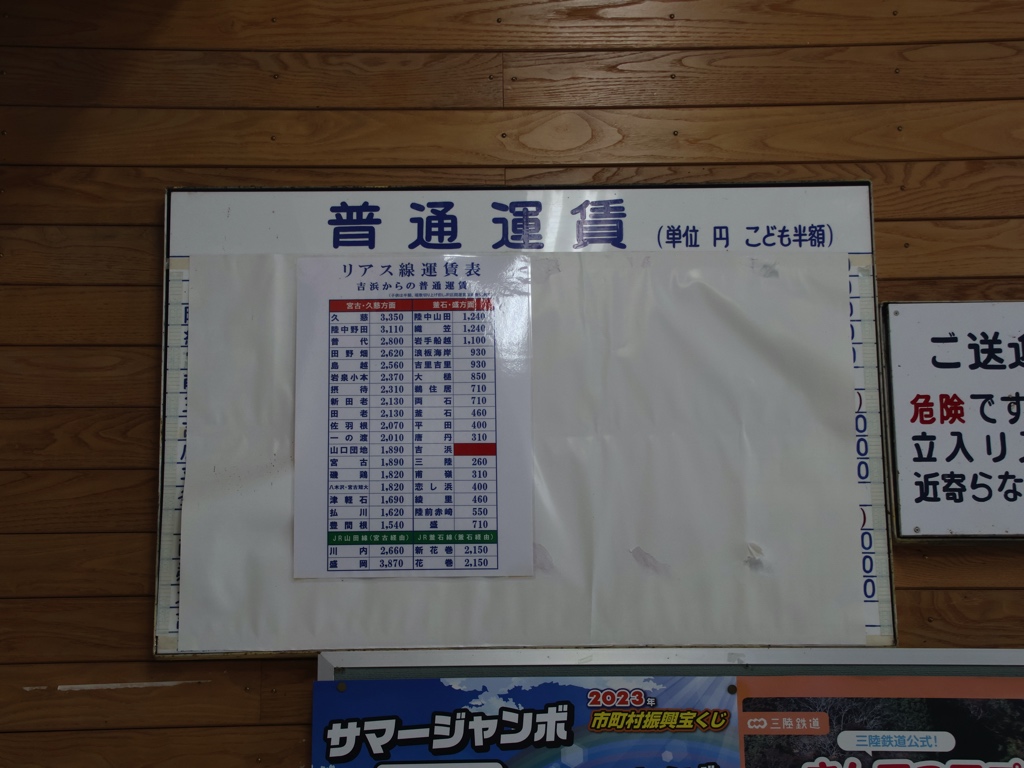 普通運賃 (単位 円 こども半額)
リアス線運賃表
吉浜からの普通運賃
宮古・久慈方面 釜石・盛方面
久慈 3,350 陸中山田 1,240
陸中野田 3,110 織笠 1,240
普代 2,800 岩手船越 1,100
田野畑 2,620 浪板海岸 930
島越 2,560 吉里吉里 930
岩泉小本 2,370 大槌 850
摂待 2,310 鵜住居 710
新田老 2,130 両石 710
田老 2,130 釜石 460
佐羽根 2,070 平田 400
一の渡 2,010 唐丹 310
山口団地 1,890 吉浜
宮古 1,890 三陸 260
磯鶏 1,820 甫嶺 310
八木沢・宮古短大 1,820 恋し浜 400
津軽石 1,690 綾里 460
払川 1,620 陸前赤崎 550
豊間根 1,540 盛 710
JR山田線(宮古経由) JR釜石線(釜石経由)
川内 2,660 新花巻 2,150
盛岡 3,870 花巻 2,150
ご送迎
危険です
立入リ
近寄らな
2023年
サマージャンボ
市町村振興宝くじ
三陸鉄道
三陸鉄道公式!